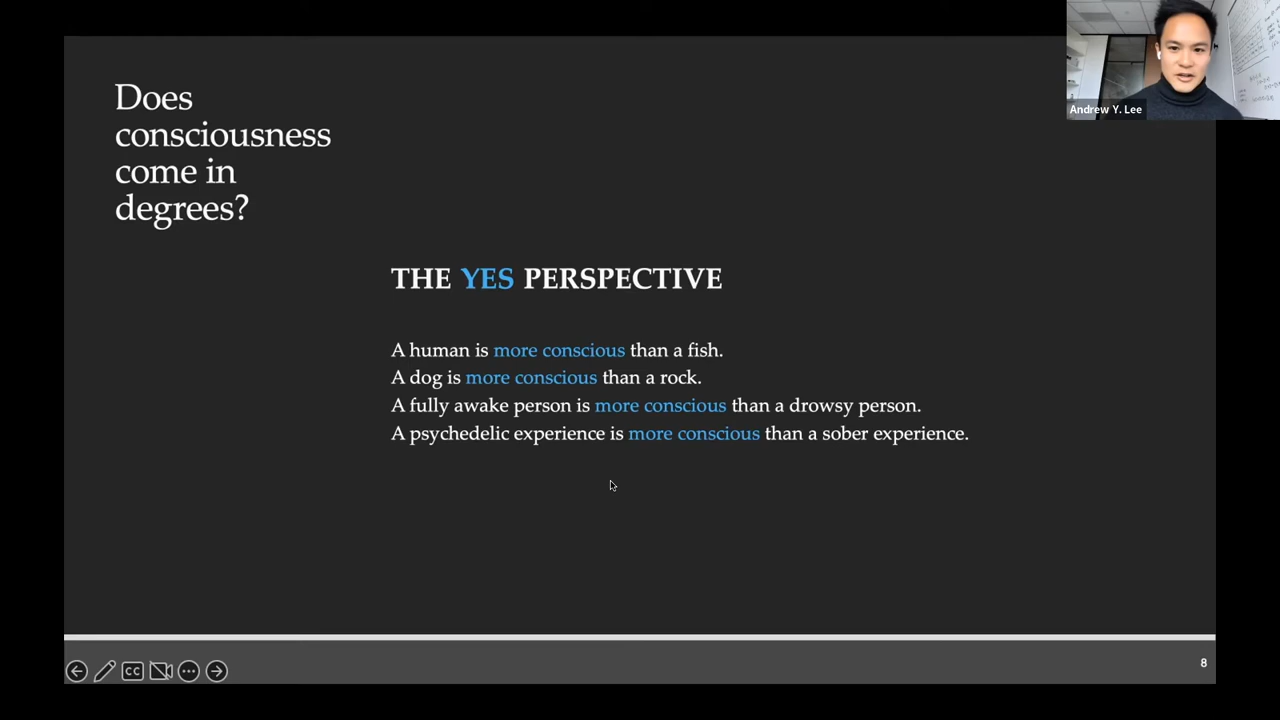 Does
consciousness
come in
degrees?
Andrew Y. Lee
THE YES PERSPECTIVE
A human is more conscious than a fish.
A dog is more conscious than a rock.
A fully awake person is more conscious than a drowsy person.
A psychedelic experience is more conscious than a sober experience.
CC
8